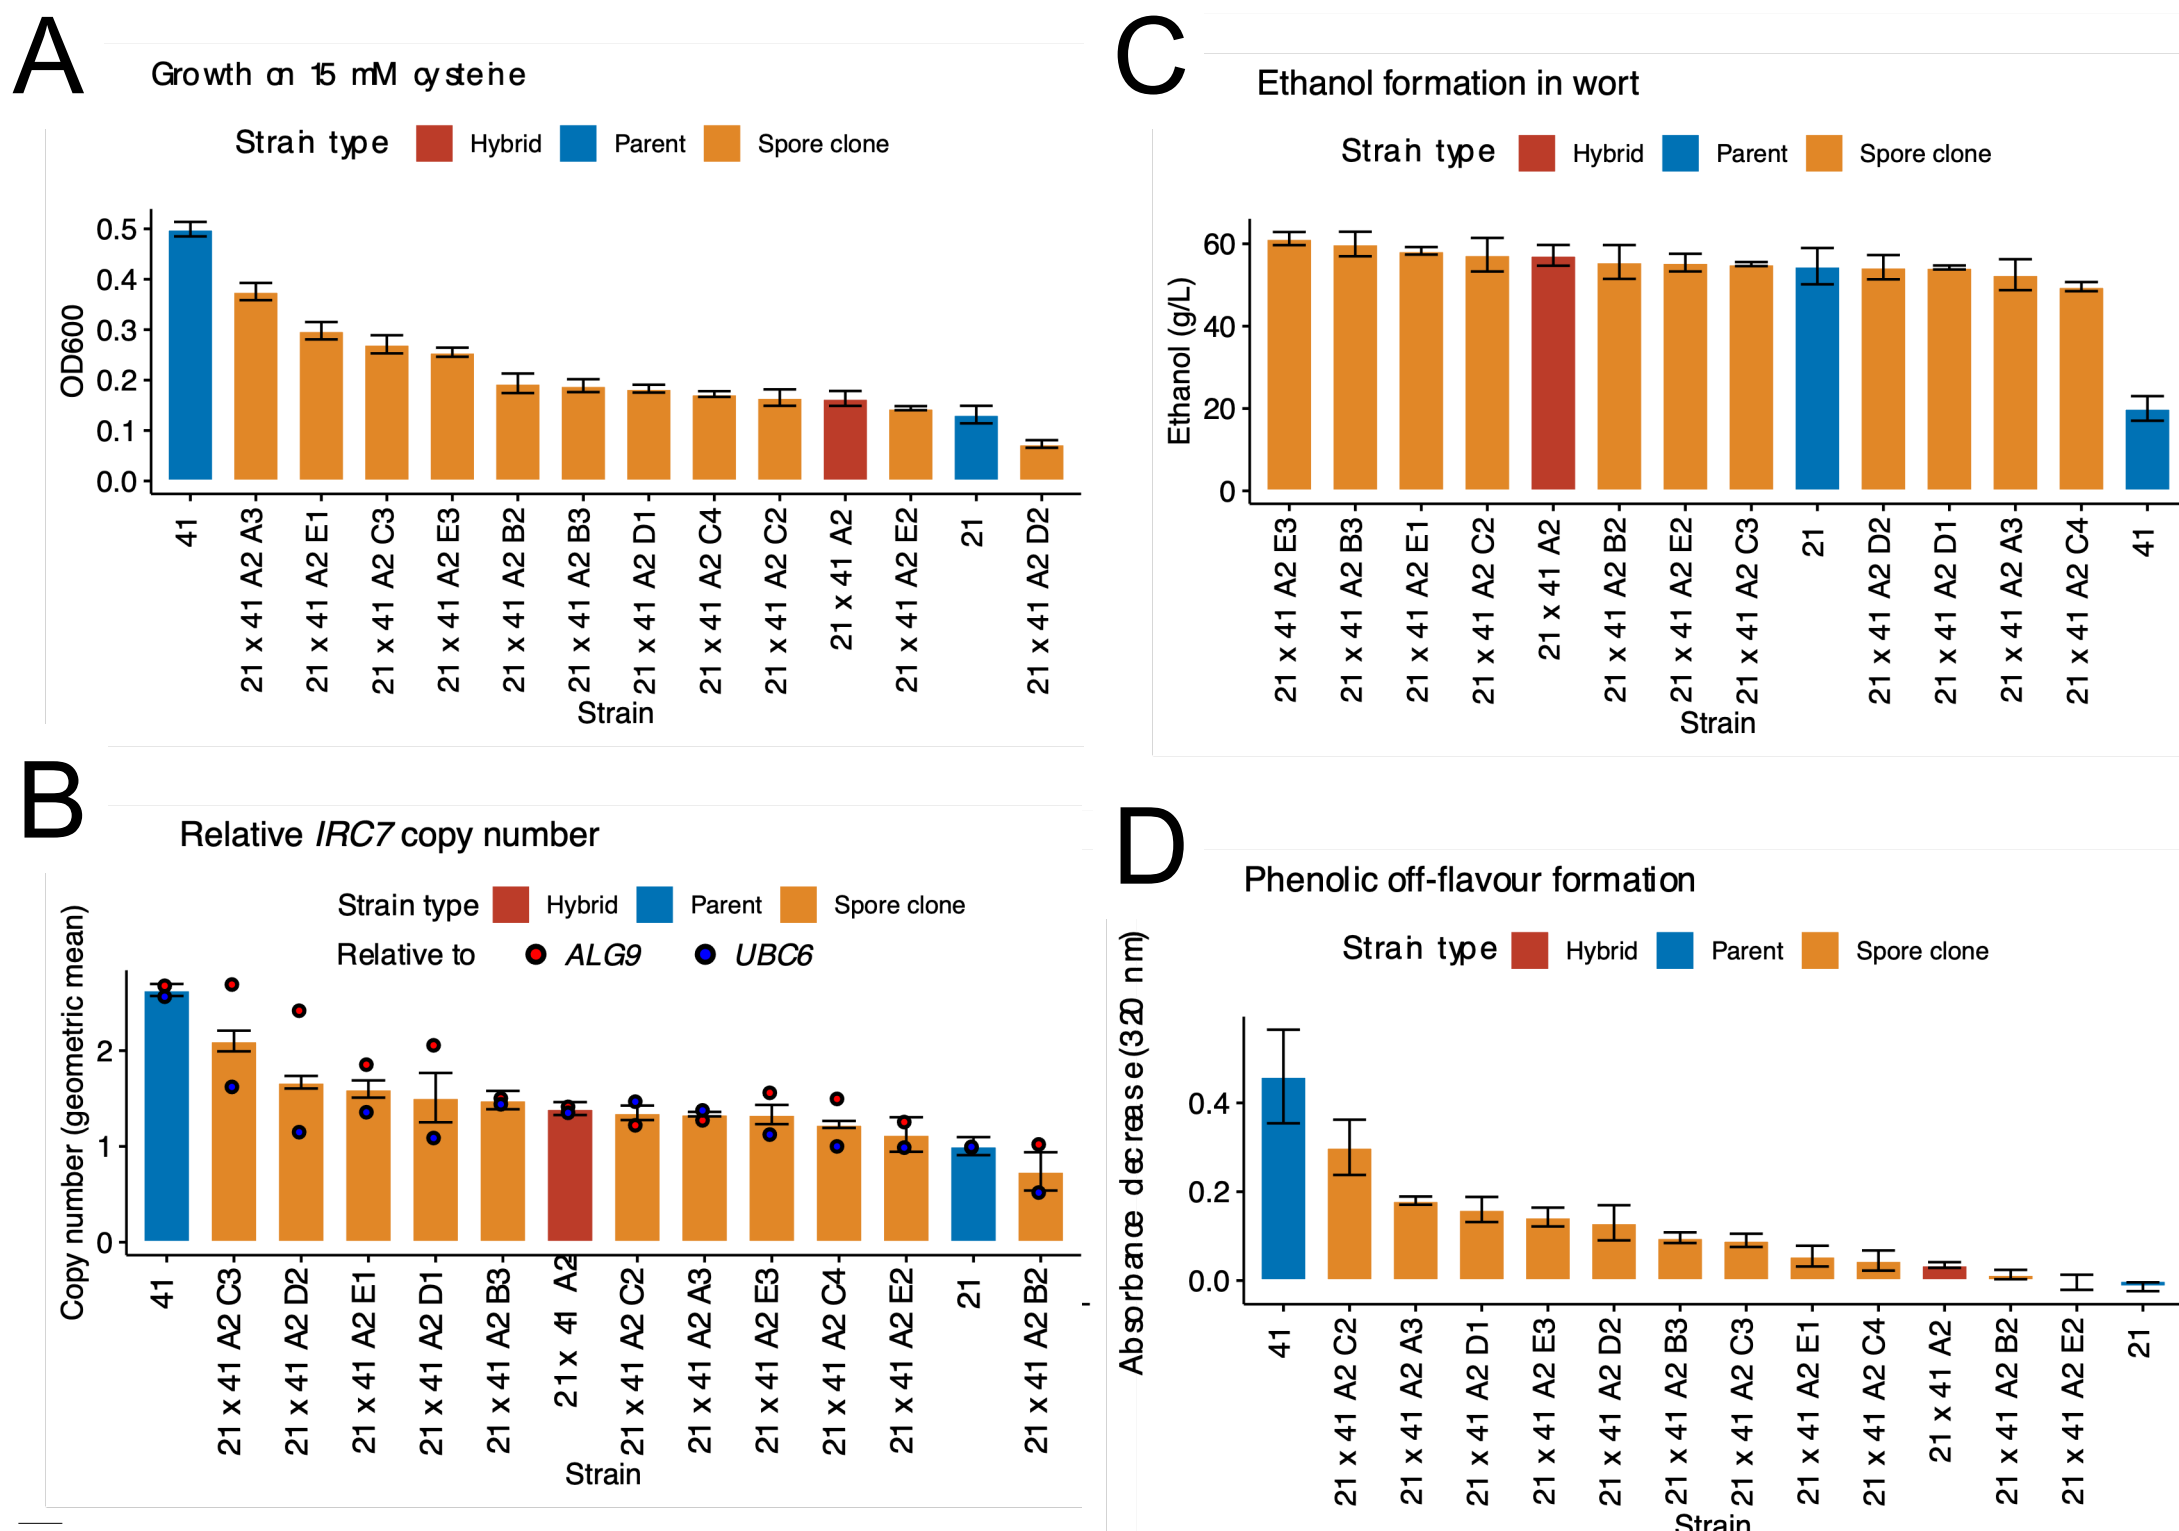 A
Growth on 15 mM cysteine
Strain type Hybrid Parent Spore clone
OD600
0.5
0.4
0.3
0.2
0.1
0.0
41
21 x 41 A2 A3
21 x 41 A2 E1
21 x 41 A2 C3
21 x 41 A2 E3
21 x 41 A2 B2
21 x 41 A2 B3
21 x 41 A2 D1
21 x 41 A2 C4
21 x 41 A2 C2
21 x 41 A2
21 x 41 A2 E2
21
21 x 41 A2 D2
Strain
B
Relative IRC7 copy number
Strain type Hybrid Parent Spore clone
Relative to ALG9 UBC6
Copy number (geometric mean)
2
1
0
41
21 x 41 A2 C3
21 x 41 A2 D2
21 x 41 A2 E1
21 x 41 A2 D1
21 x 41 A2 B3
21 x 41 A2
21 x 41 A2 C2
21 x 41 A2 A3
21 x 41 A2 E3
21 x 41 A2 C4
21 x 41 A2 E2
21
21 x 41 A2 B2
Strain
C
Ethanol formation in wort
Strain type Hybrid Parent Spore clone
Ethanol (g/L)
60
40
20
0
21 x 41 A2 E3
21 x 41 A2 B3
21 x 41 A2 E1
21 x 41 A2 C2
21 x 41 A2
21 x 41 A2 B2
21 x 41 A2 E2
21 x 41 A2 C3
21
21 x 41 A2 D2
21 x 41 A2 D1
21 x 41 A2 A3
21 x 41 A2 C4
41
Strain
D
Phenolic off-flavour formation
Strain type Hybrid Parent Spore clone
Absorbance decrease (320 nm)
0.4
0.2
0.0
41
21 x 41 A2 C2
21 x 41 A2 A3
21 x 41 A2 D1
21 x 41 A2 E3
21 x 41 A2 D2
21 x 41 A2 B3
21 x 41 A2 C3
21 x 41 A2 E1
21 x 41 A2 C4
21 x 41 A2
21 x 41 A2 B2
21 x 41 A2 E2
21
Strain